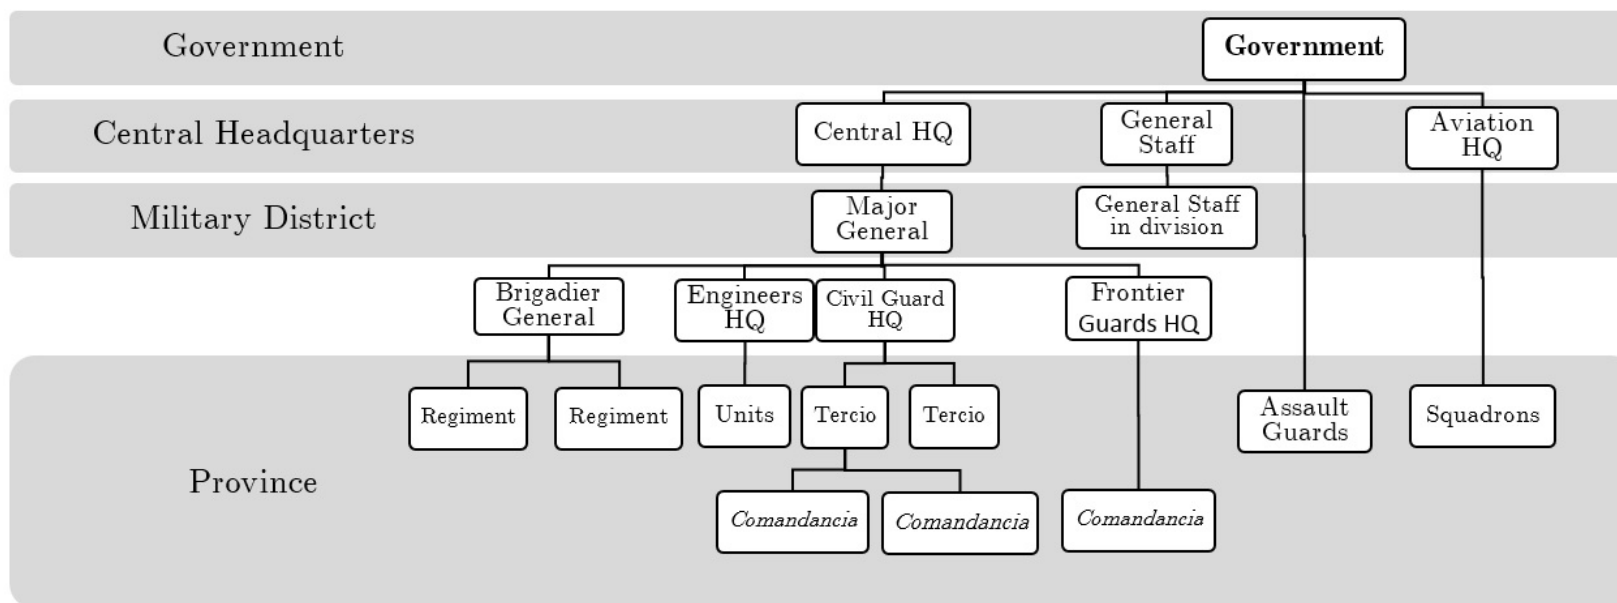 Government
Government
Central Headquarters
Central HQ
General
Staff
Aviation
HQ
Military District
Major
General
General Staff
in division
Brigadier
General
Engineers
HQ
Civil Guard
HQ
Frontier
Guards HQ
Province
Regiment
Regiment
Units
Tercio
Tercio
Assault
Guards
Squadrons
Comandancia
Comandancia
Comandancia